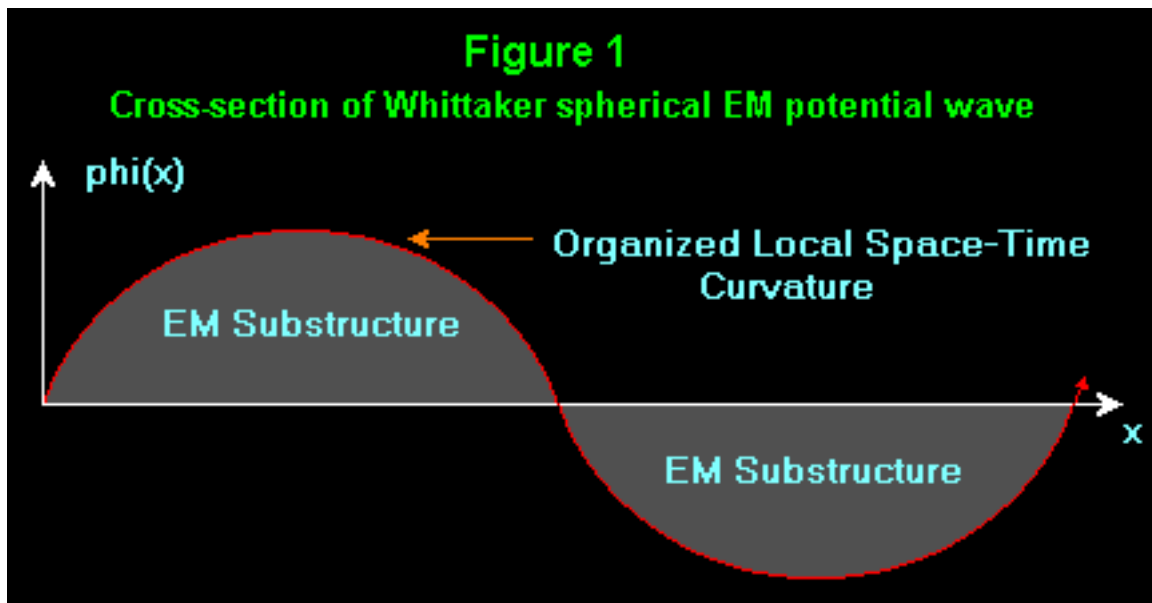 Figure 1
Cross-section of Whittaker spherical EM potential wave
phi(x)
Organized Local Space-Time
Curvature
EM Substructure
x
EM Substructure